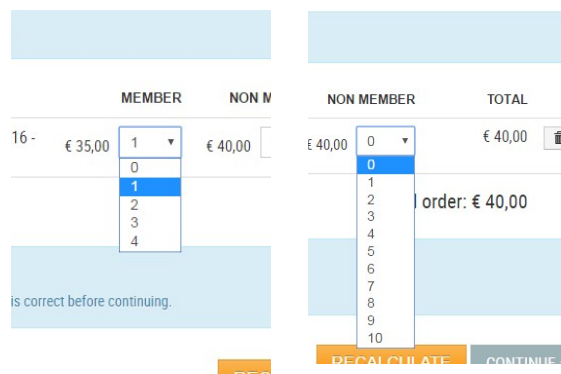 MEMBER NON M
16 - € 35,00 1 € 40,00
0
1
2
3
4
is correct before continuing.
NON MEMBER TOTAL
€ 40,00 0 € 40,00
0
1
2
3
4
5
6
7
8
9
10
order: € 40,00
RECALCULATE CONTINUE